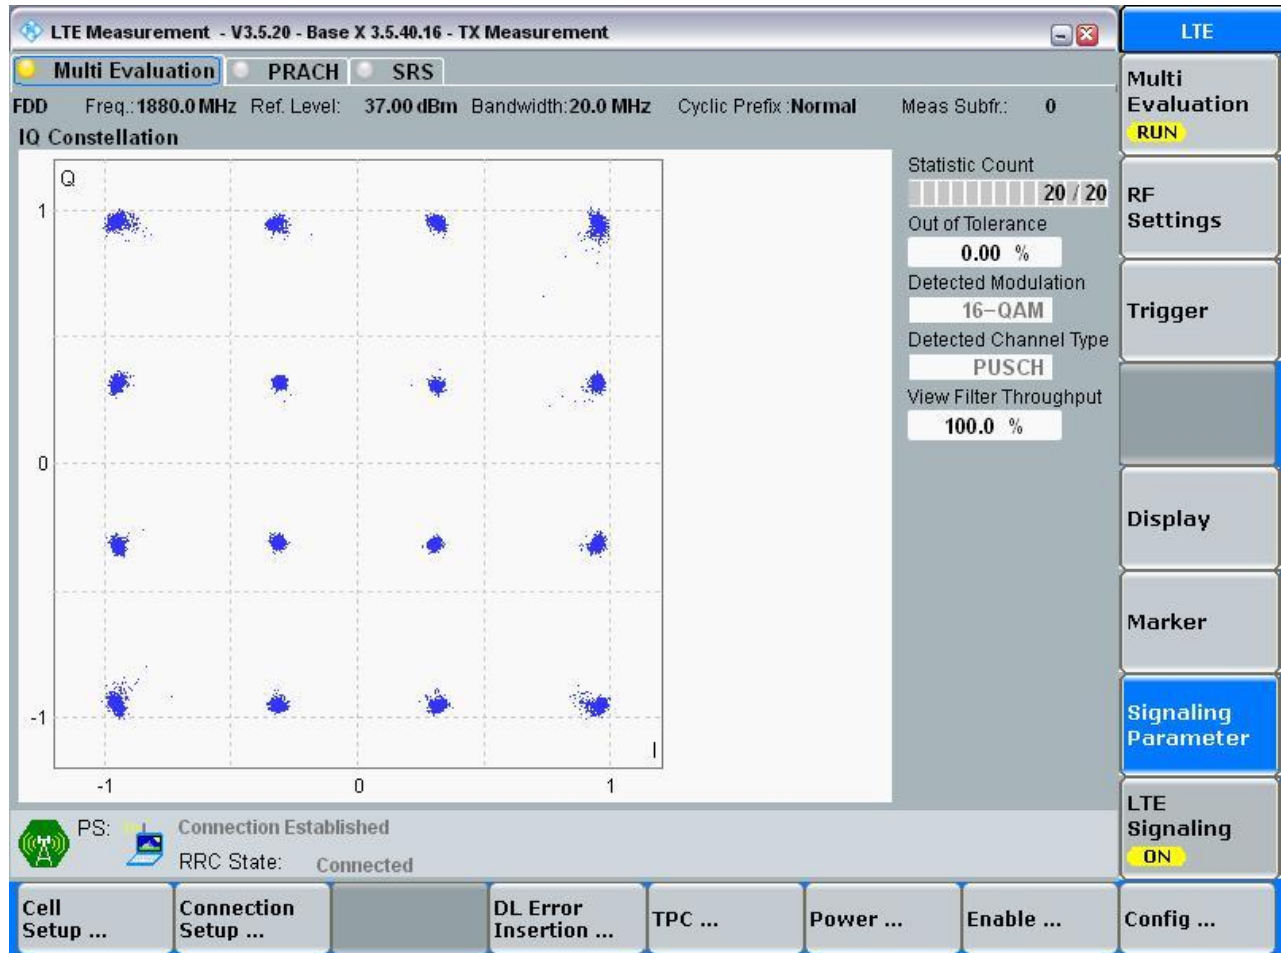 LTE Measurement - V3.5.20 - Base X 3.5.40.16 - TX Measurement
LTE
Multi Evaluation PRACH SRS
FDD Freq.: 1880.0 MHz Ref. Level: 37.00 dBm Bandwidth: 20.0 MHz Cyclic Prefix : Normal Meas Subfr.: 0
IQ Constellation
Q
1
0
-1
I
-1 0 1
Statistic Count
20 / 20
Out of Tolerance
0.00 %
Detected Modulation
16-QAM
Detected Channel Type
PUSCH
View Filter Throughput
100.0 %
Multi
Evaluation
RUN
RF
Settings
Trigger
Display
Marker
Signaling
Parameter
LTE
Signaling
ON
PS: Connection Established
RRC State: Connected
Cell
Setup ...
Connection
Setup ...
DL Error
Insertion ...
TPC ...
Power ...
Enable ...
Config ...